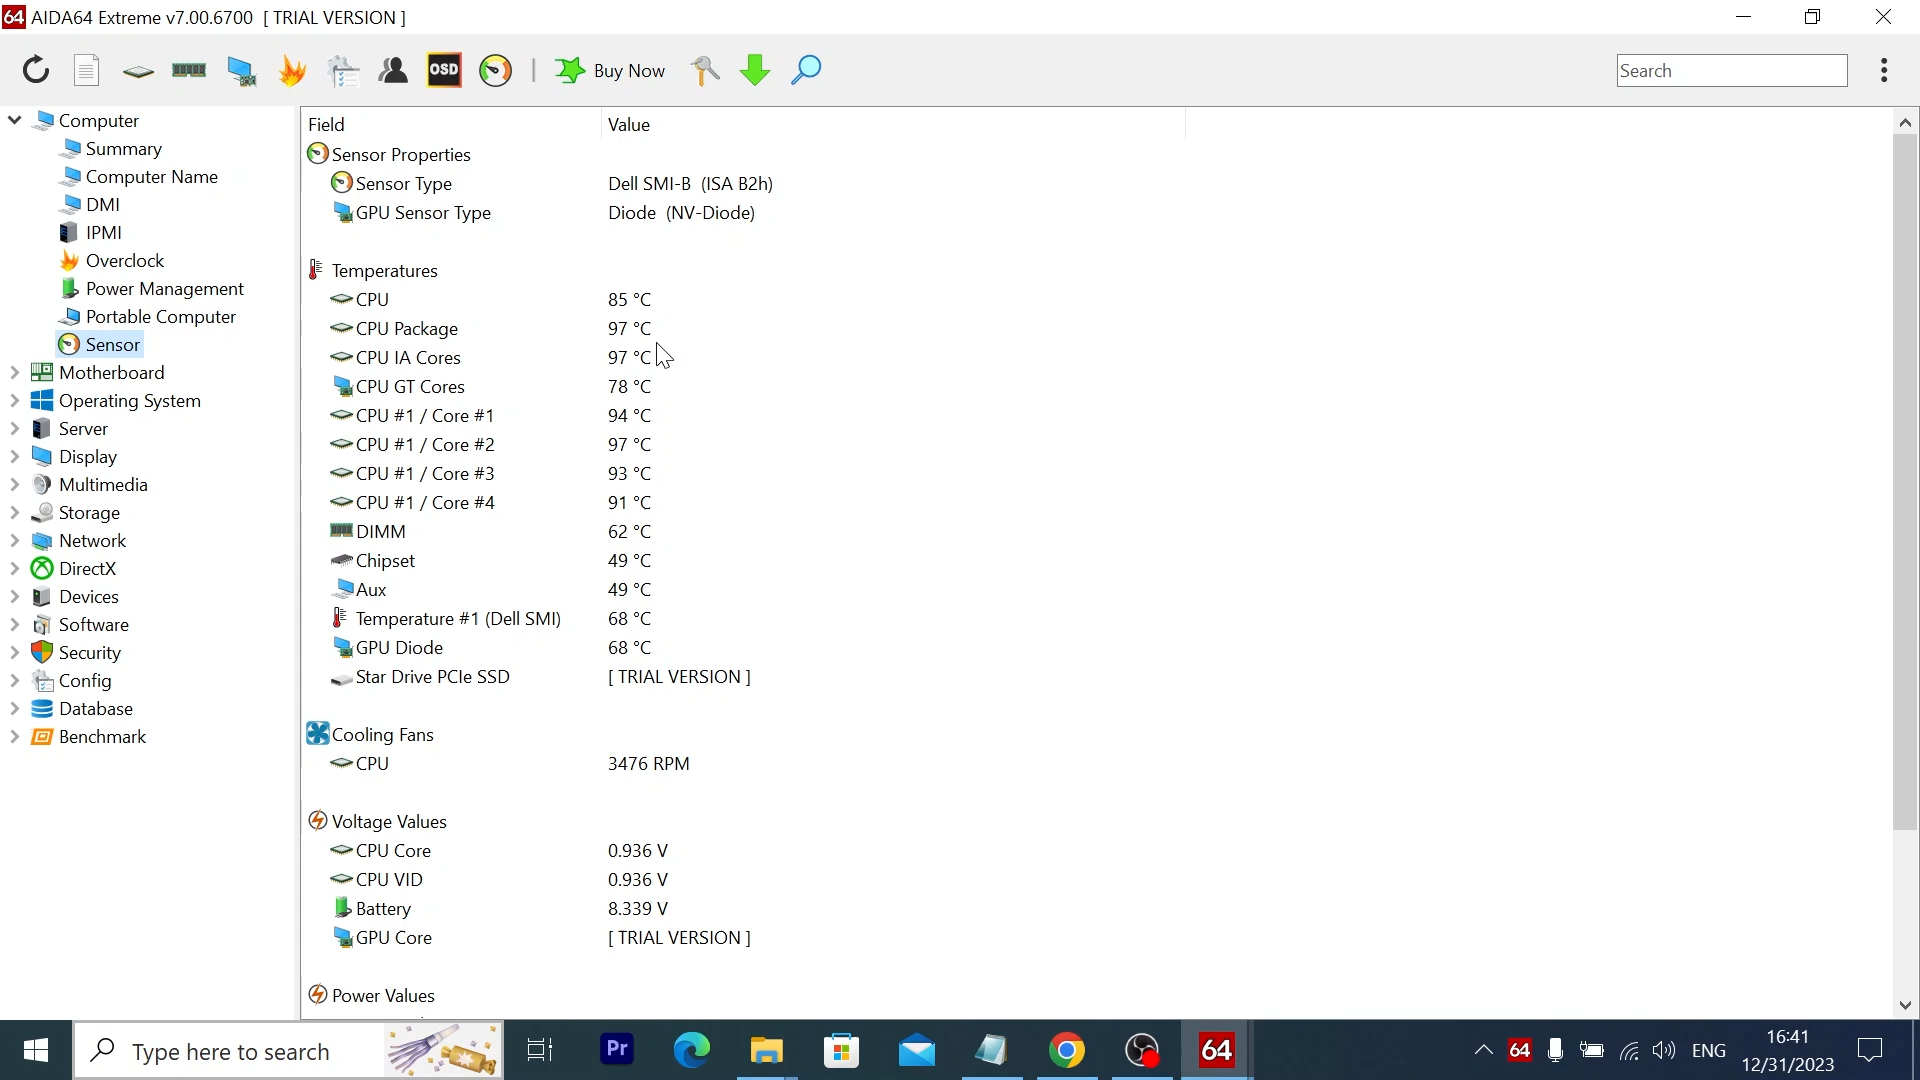 64 AIDA64 Extreme v7.00.6700 [ TRIAL VERSION ]
OSD
Buy Now
Search
Computer
Summary
Computer Name
DMI
IPMI
Overclock
Power Management
Portable Computer
Sensor
Motherboard
Operating System
Server
Display
Multimedia
Storage
Network
DirectX
Devices
Software
Security
Config
Database
Benchmark
Field Value
Sensor Properties
Sensor Type Dell SMI-B (ISA B2h)
GPU Sensor Type Diode (NV-Diode)
Temperatures
CPU 85 °C
CPU Package 97 °C
CPU IA Cores 97 °C
CPU GT Cores 78 °C
CPU #1 / Core #1 94 °C
CPU #1 / Core #2 97 °C
CPU #1 / Core #3 93 °C
CPU #1 / Core #4 91 °C
DIMM 62 °C
Chipset 49 °C
Aux 49 °C
Temperature #1 (Dell SMI) 68 °C
GPU Diode 68 °C
Star Drive PCIe SSD [ TRIAL VERSION ]
Cooling Fans
CPU 3476 RPM
Voltage Values
CPU Core 0.936 V
CPU VID 0.936 V
Battery 8.339 V
GPU Core [ TRIAL VERSION ]
Power Values
Type here to search
Pr
64
64
ENG
16:41
12/31/2023